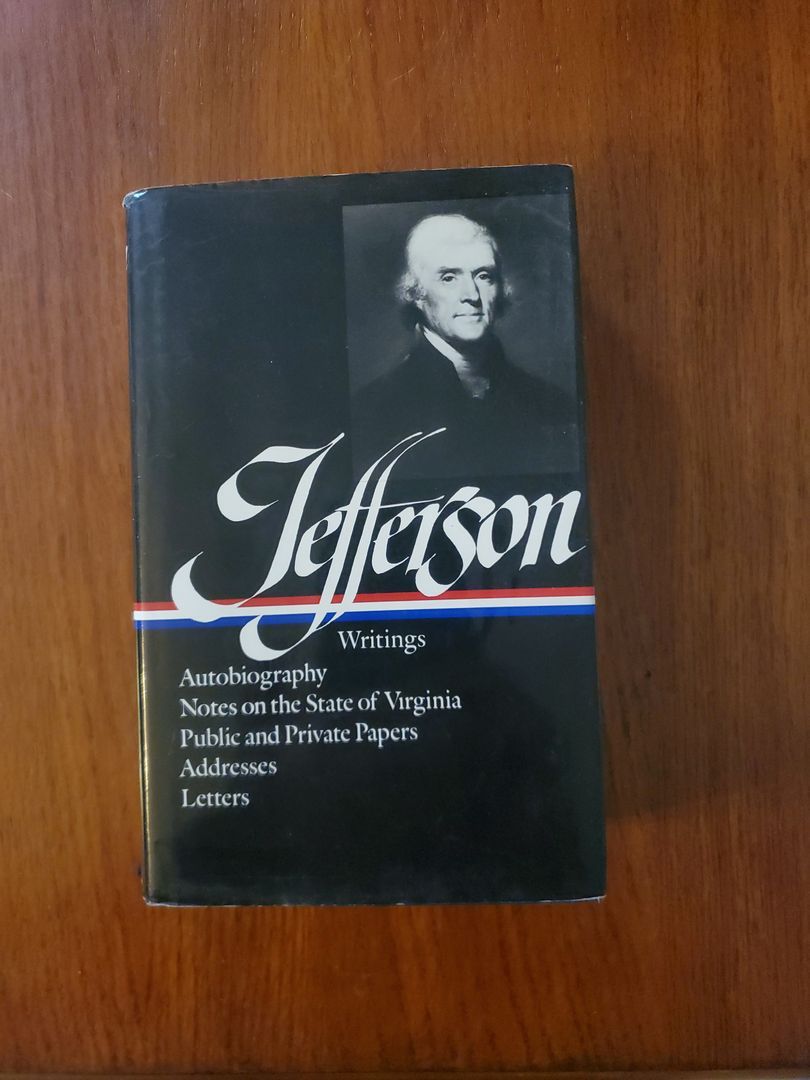 Jefferson
Writings
Autobiography
Notes on the State of Virginia
Public and Private Papers
Addresses
Letters